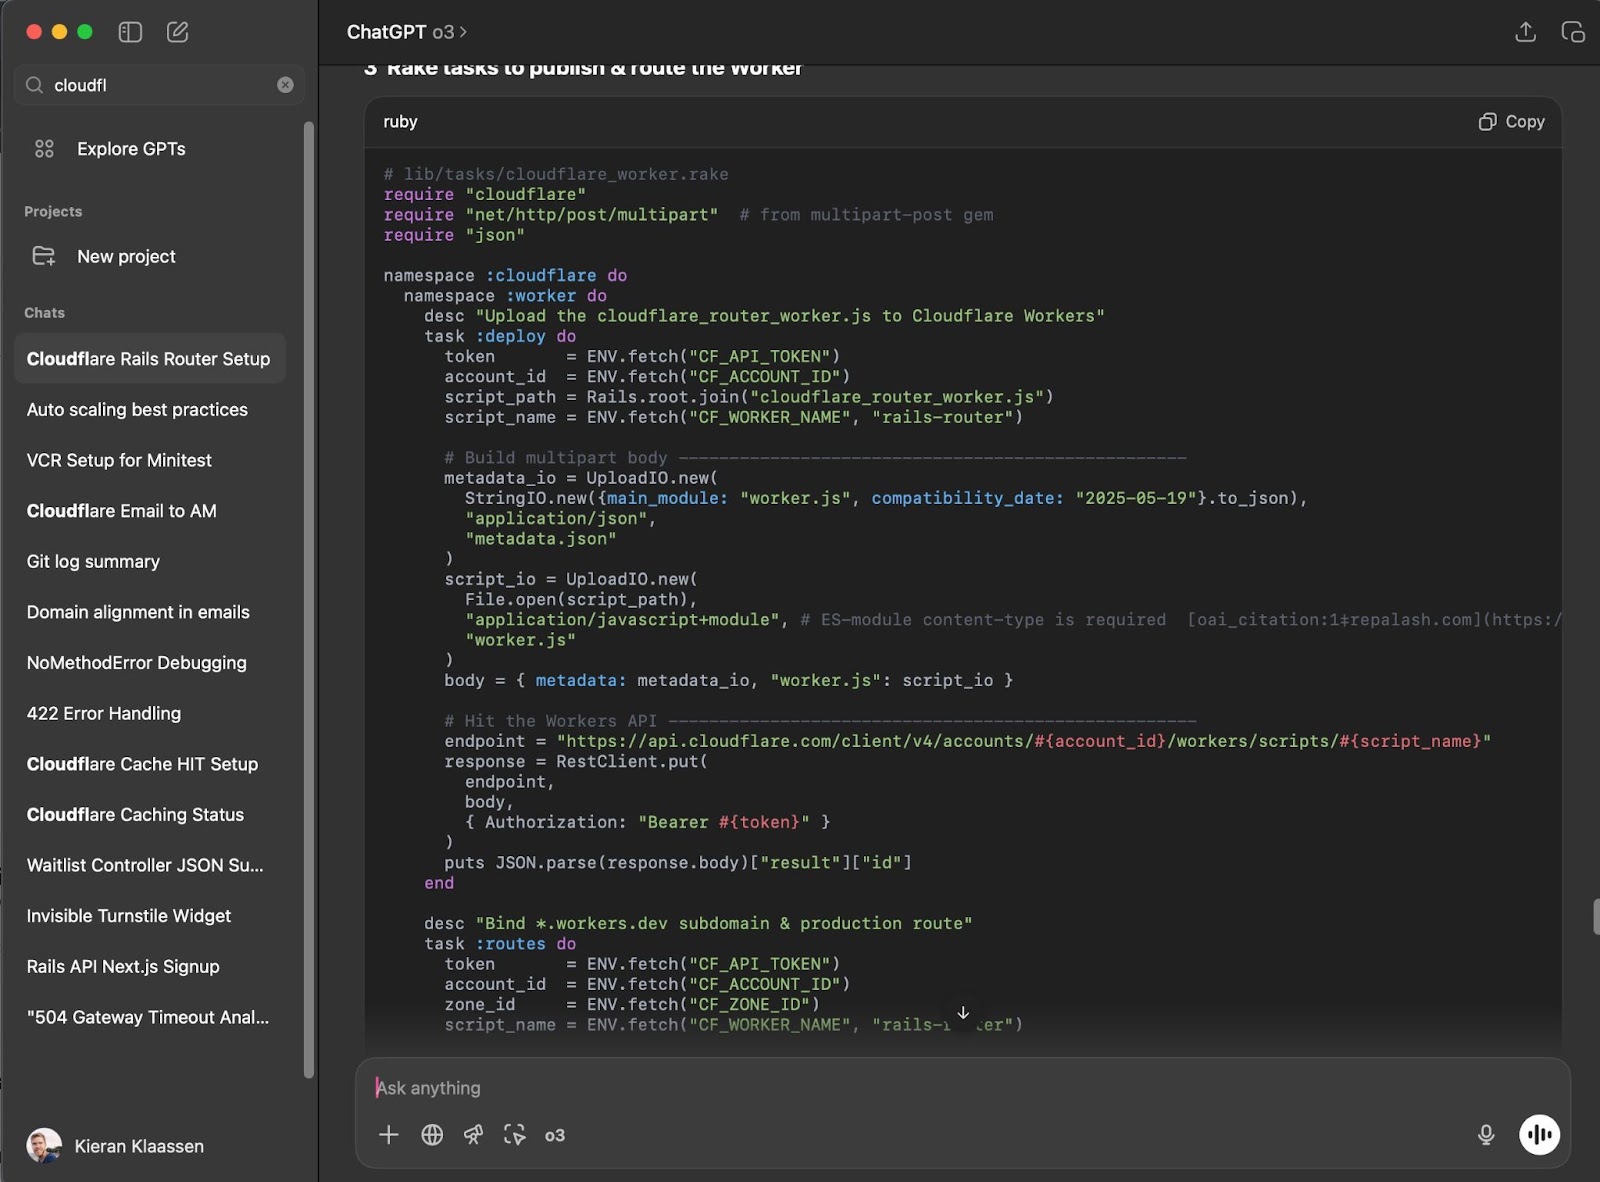 ChatGPT o3 >
cloudfl
Explore GPTs
Projects
New project
Chats
Cloudflare Rails Router Setup
Auto scaling best practices
VCR Setup for Minitest
Cloudflare Email to AM
Git log summary
Domain alignment in emails
NoMethodError Debugging
422 Error Handling
Cloudflare Cache HIT Setup
Cloudflare Caching Status
Waitlist Controller JSON Su...
Invisible Turnstile Widget
Rails API Next.js Signup
"504 Gateway Timeout Anal...
Kieran Klaassen
3 Rake tasks to publish & route the Worker
ruby
Copy
# lib/tasks/cloudflare_worker.rake
require "cloudflare"
require "net/http/post/multipart"  # from multipart-post gem
require "json"
namespace :cloudflare do
  namespace :worker do
    desc "Upload the cloudflare_router_worker.js to Cloudflare Workers"
    task :deploy do
      token       = ENV.fetch("CF_API_TOKEN")
      account_id  = ENV.fetch("CF_ACCOUNT_ID")
      script_path = Rails.root.join("cloudflare_router_worker.js")
      script_name = ENV.fetch("CF_WORKER_NAME", "rails-router")
      # Build multipart body ──────────────────────────────────────────────────
      metadata_io = UploadIO.new(
        StringIO.new({main_module: "worker.js", compatibility_date: "2025-05-19"}.to_json),
        "application/json",
        "metadata.json"
      )
      script_io = UploadIO.new(
        File.open(script_path),
        "application/javascript+module", # ES-module content-type is required  [oai_citation:1‡repalash.com](https:/
        "worker.js"
      )
      body = { metadata: metadata_io, "worker.js": script_io }
      # Hit the Workers API ────────────────────────────────────────────────────
      endpoint = "https://api.cloudflare.com/client/v4/accounts/#{account_id}/workers/scripts/#{script_name}"
      response = RestClient.put(
        endpoint,
        body,
        { Authorization: "Bearer #{token}" }
      )
      puts JSON.parse(response.body)["result"]["id"]
    end
    desc "Bind *.workers.dev subdomain & production route"
    task :routes do
      token       = ENV.fetch("CF_API_TOKEN")
      account_id  = ENV.fetch("CF_ACCOUNT_ID")
      zone_id     = ENV.fetch("CF_ZONE_ID")
      script_name = ENV.fetch("CF_WORKER_NAME",
Ask anything
o3